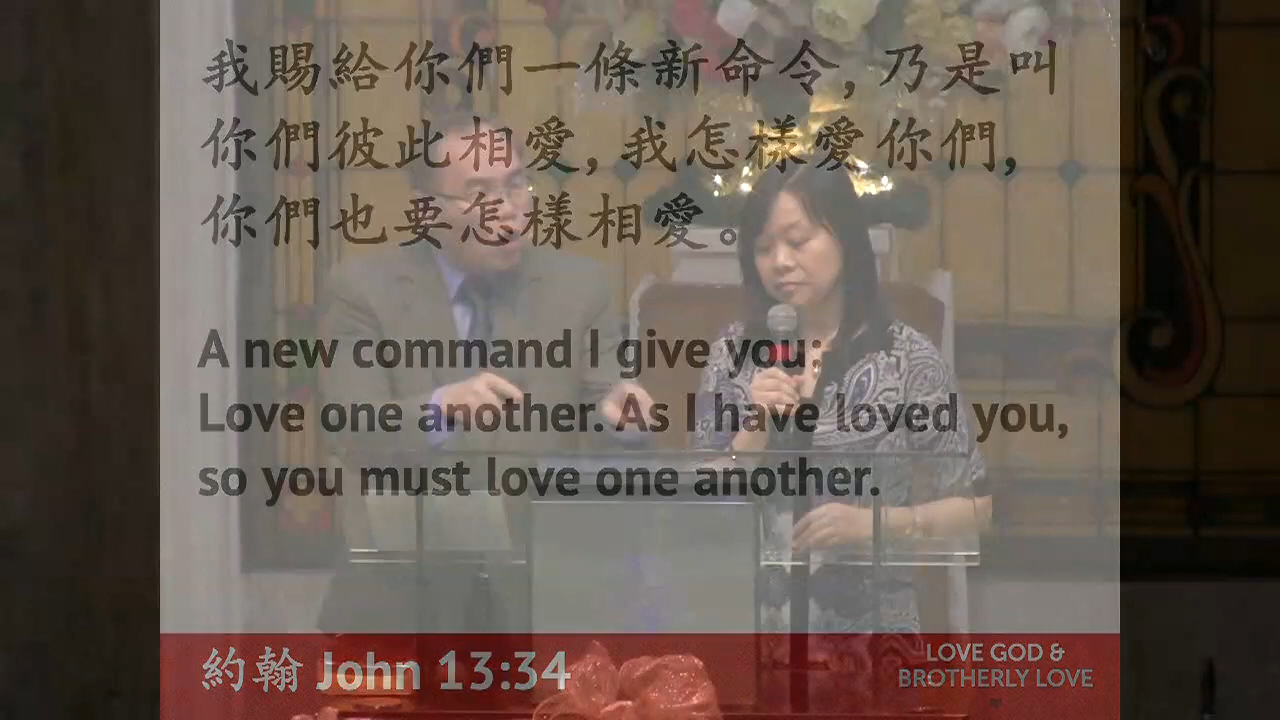 我賜給你們一條新命令,乃是叫
你們彼此相愛,我怎樣愛你們,
你們也要怎樣相愛。
A new command I give you:
Love one another. As I have loved you,
so you must love one another.
約翰 John 13:34
LOVE GOD &
BROTHERLY LOVE